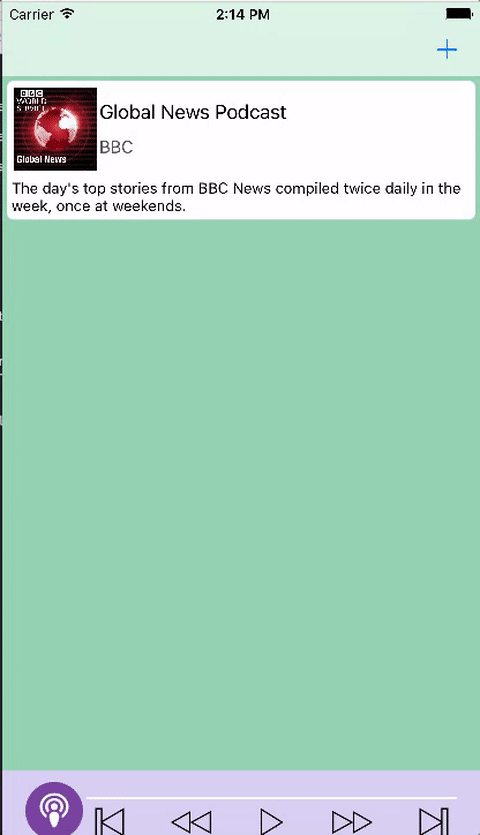 Carrier 2:14 PM
BBC
WORLD
SERVICE
Global News
Global News Podcast
BBC
The day's top stories from BBC News compiled twice daily in the
week, once at weekends.